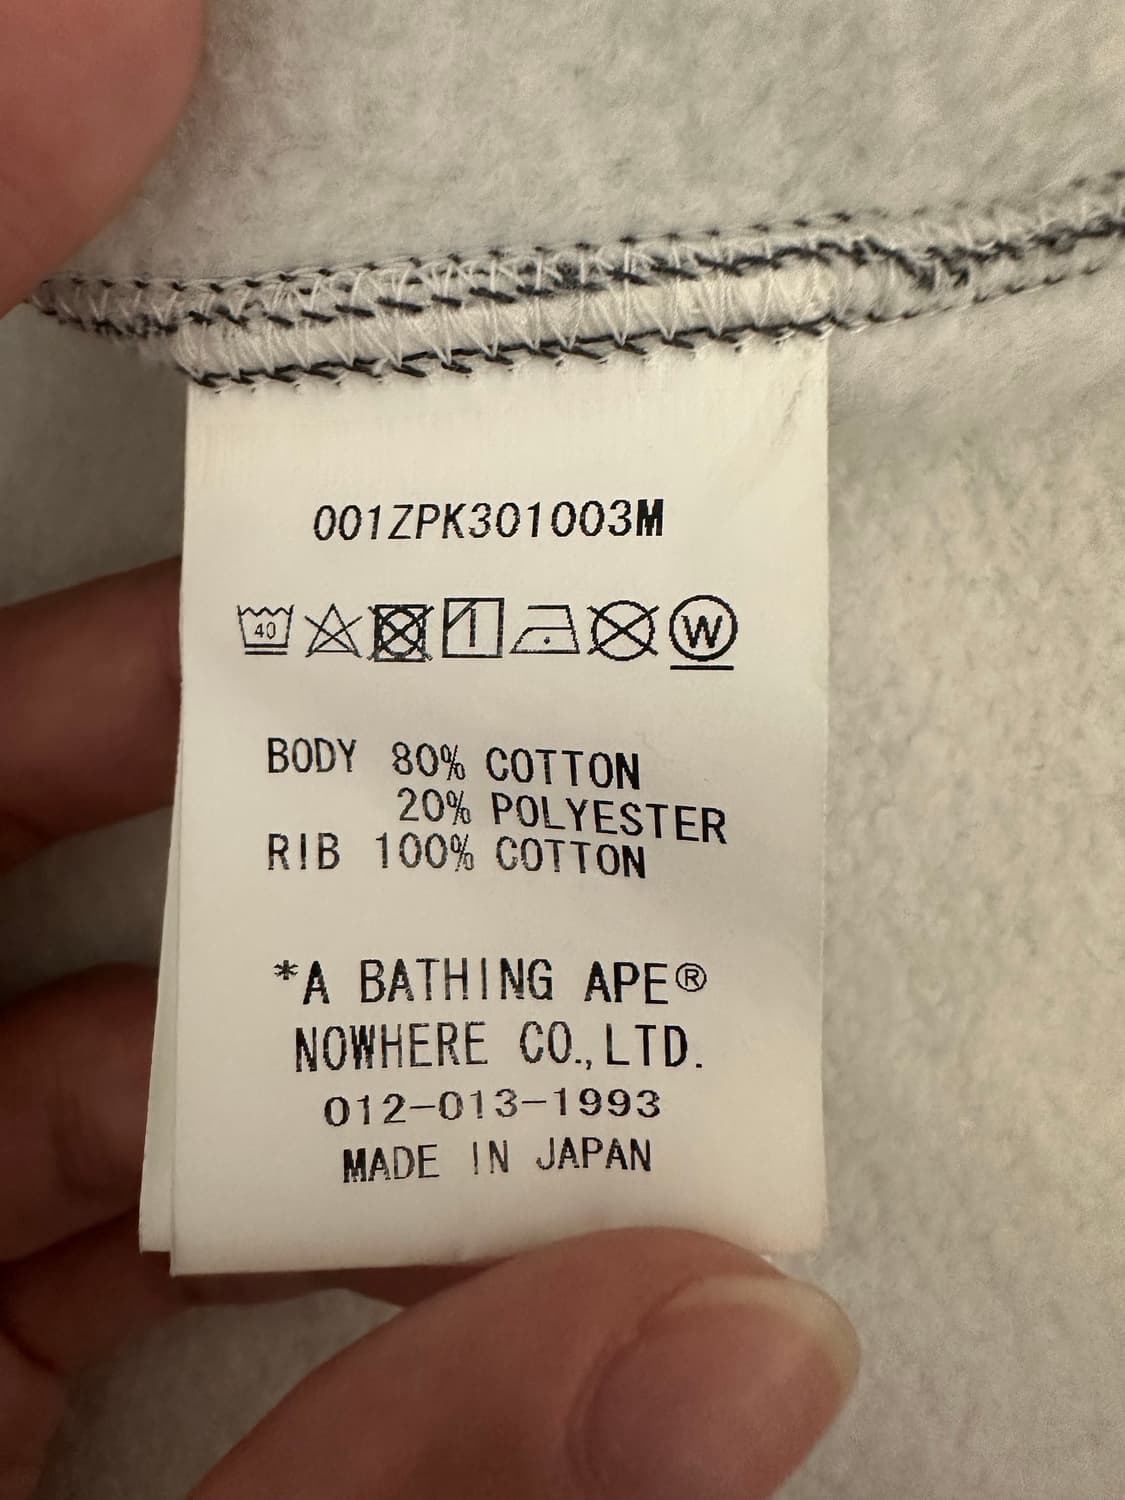 001ZPK301003M
40 W
BODY 80% COTTON
20% POLYESTER
RIB 100% COTTON
*A BATHING APE®
NOWHERE CO.,LTD.
012-013-1993
MADE IN JAPAN